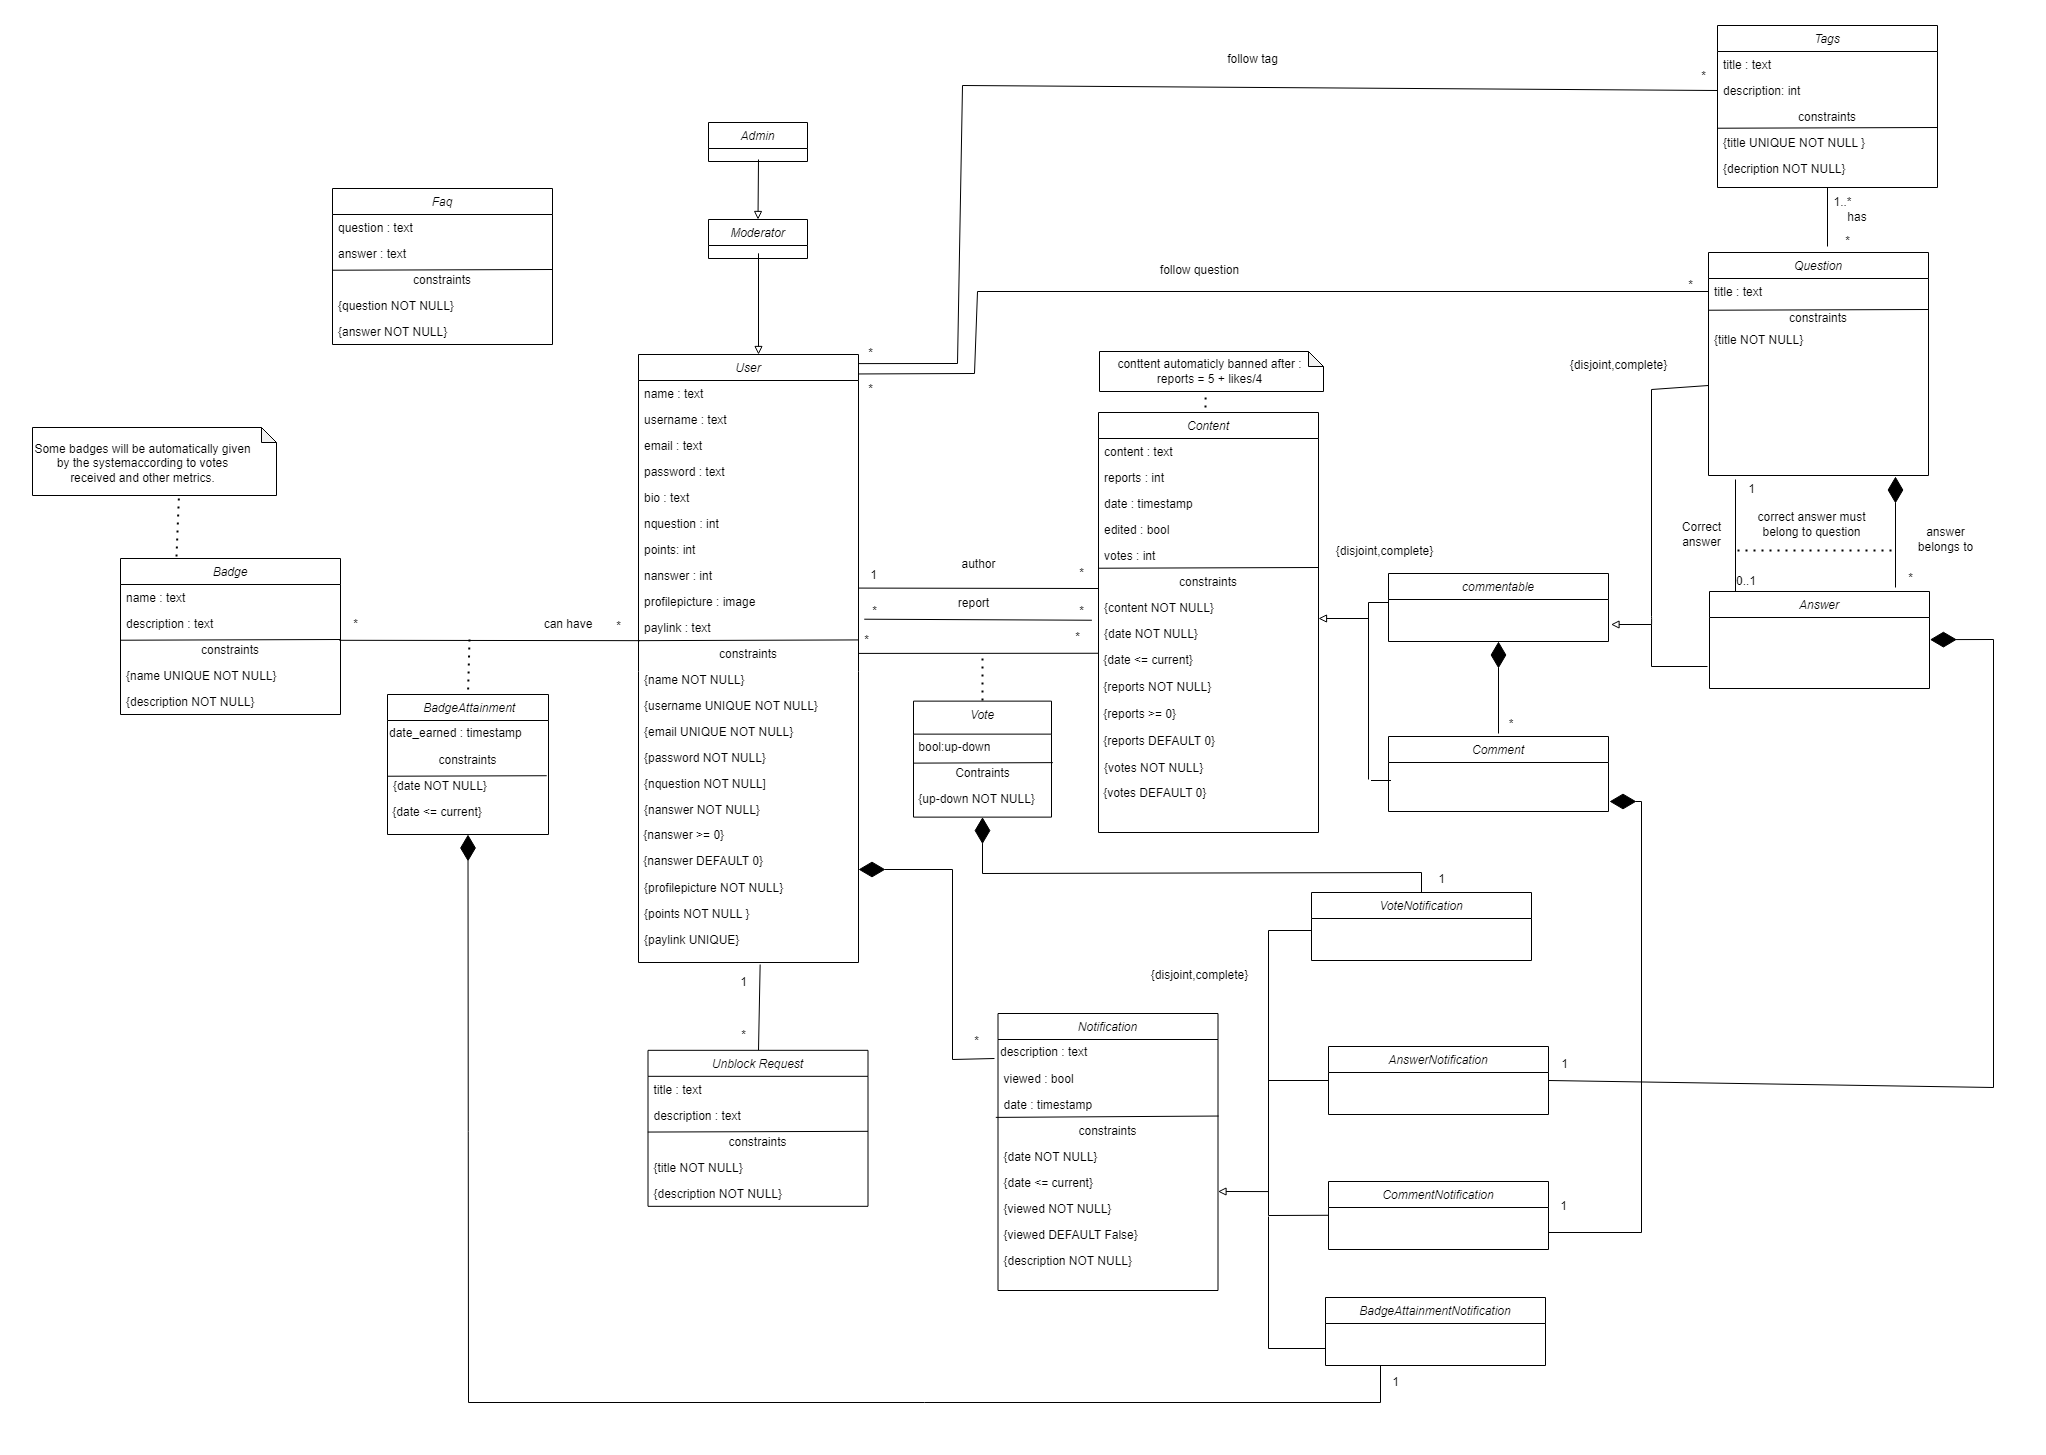 Tags
title : text
description: int
constraints
{title UNIQUE NOT NULL }
{decription NOT NULL}
follow tag
*
*
1..*
has
*
Admin
Moderator
Faq
question : text
answer : text
constraints
{question NOT NULL}
{answer NOT NULL}
follow question
*
*
Question
title : text
constraints
{title NOT NULL}
{disjoint,complete}
User
name : text
username : text
email : text
password : text
bio : text
nquestion : int
points: int
nanswer : int
profilepicture : image
paylink : text
constraints
{name NOT NULL}
{username UNIQUE NOT NULL}
{email UNIQUE NOT NULL}
{password NOT NULL}
{nquestion NOT NULL]
{nanswer NOT NULL}
{nanswer >= 0}
{nanswer DEFAULT 0}
{profilepicture NOT NULL}
{points NOT NULL }
{paylink UNIQUE}
conttent automaticly banned after :
reports = 5 + likes/4
Content
content : text
reports : int
date : timestamp
edited : bool
votes : int
constraints
{content NOT NULL}
{date NOT NULL}
{date <= current}
{reports NOT NULL}
{reports >= 0}
{reports DEFAULT 0}
{votes NOT NULL}
{votes DEFAULT 0}
Some badges will be automatically given
by the systemaccording to votes
received and other metrics.
Badge
name : text
description : text
constraints
{name UNIQUE NOT NULL}
{description NOT NULL}
*
can have
*
BadgeAttainment
date_earned : timestamp
constraints
{date NOT NULL}
{date <= current}
1
author
*
*
report
*
*
*
Vote
bool:up-down
Contraints
{up-down NOT NULL}
{disjoint,complete}
commentable
*
Comment
1
Correct
answer
correct answer must
belong to question
answer
belongs to
0..1
*
Answer
1
VoteNotification
{disjoint,complete}
1
*
Unblock Request
title : text
description : text
constraints
{title NOT NULL}
{description NOT NULL}
*
Notification
description : text
viewed : bool
date : timestamp
constraints
{date NOT NULL}
{date <= current}
{viewed NOT NULL}
{viewed DEFAULT False}
{description NOT NULL}
AnswerNotification
1
CommentNotification
1
BadgeAttainmentNotification
1